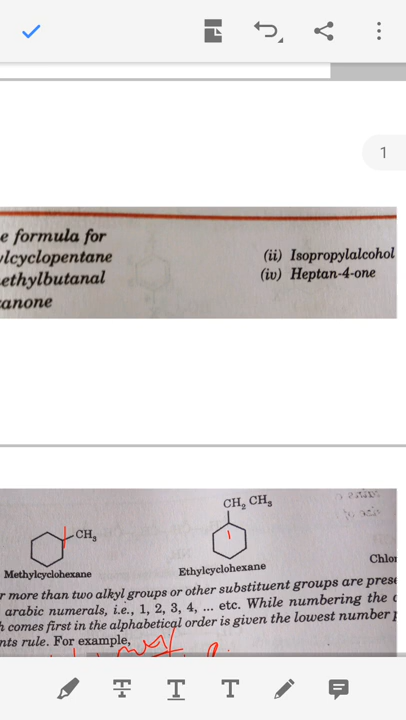 1
e formula for
ylcyclopentane
(ii) Isopropylalcohol
ethylbutanal
(iv) Heptan-4-one
anone
CH₂ CH₃
CH₃
Methylcyclohexane
Ethylcyclohexane
Chlor
r more than two alkyl groups or other substituent groups are prese
arabic numerals, i.e., 1, 2, 3, 4, ... etc. While numbering the c
h comes first in the alphabetical order is given the lowest number
nts rule. For example,